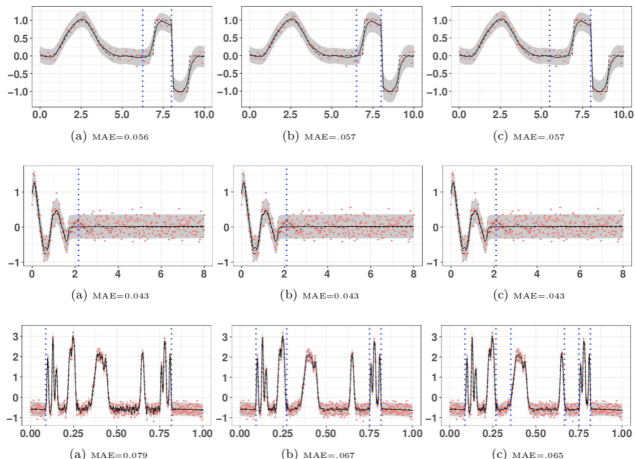 1.0 1.0 1.0
0.5 0.5 0.5
0.0 0.0 0.0
−0.5 −0.5 −0.5
−1.0 −1.0 −1.0
0.0 2.5 5.0 7.5 10.0 0.0 2.5 5.0 7.5 10.0 0.0 2.5 5.0 7.5 10.0
(a) MAE=0.056 (b) MAE=.057 (c) MAE=.057
1 1 1
0 0 0
−1 −1 −1
0 2 4 6 8 0 2 4 6 8 0 2 4 6 8
(a) MAE=0.043 (b) MAE=0.043 (c) MAE=.043
3 3 3
2 2 2
1 1 1
0 0 0
−1 −1 −1
0.00 0.25 0.50 0.75 1.00 0.00 0.25 0.50 0.75 1.00 0.00 0.25 0.50 0.75 1.00
(a) MAE=0.079 (b) MAE=.067 (c) MAE=.065